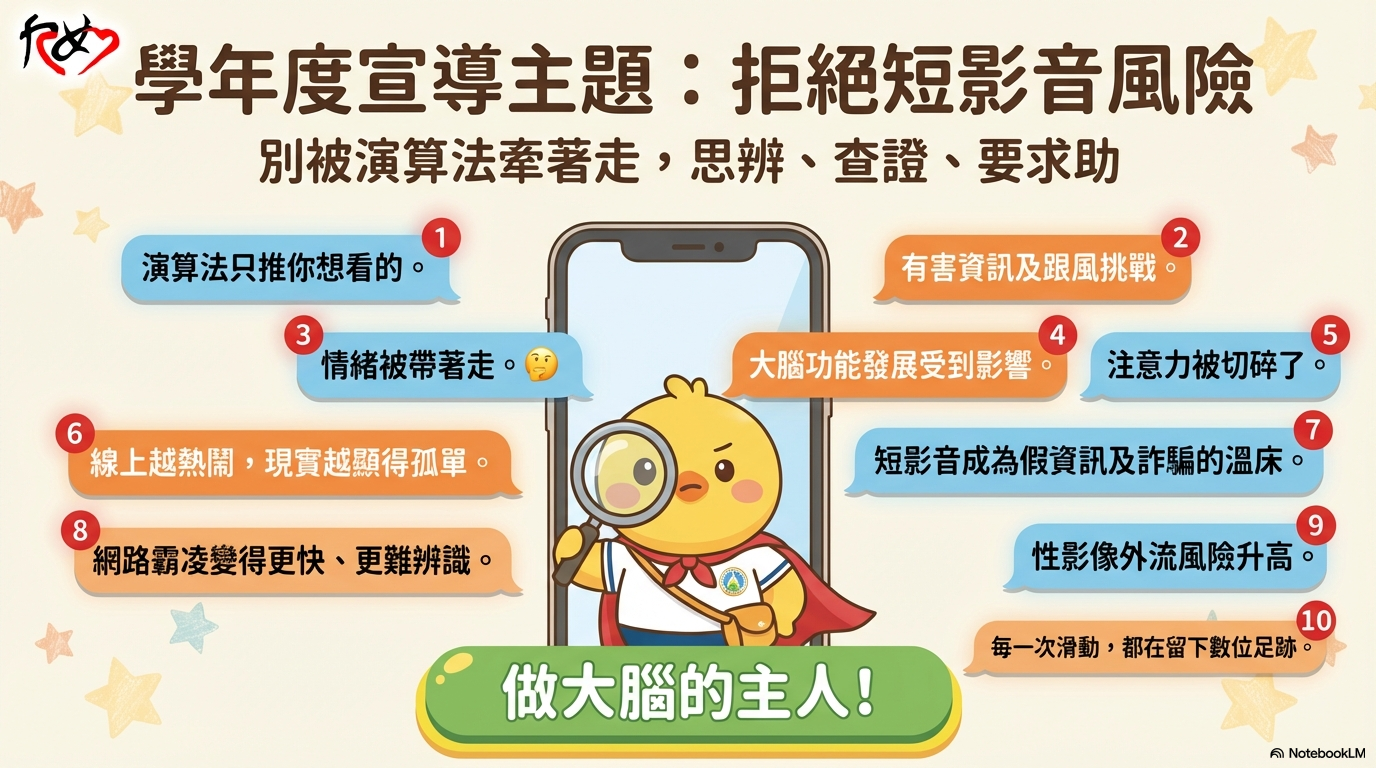 學年度宣導主題：拒絕短影音風險
別被演算法牽著走，思辨、查證、要求助
1
演算法只推你想看的。
2
有害資訊及跟風挑戰。
3
情緒被帶著走。🤔
4
大腦功能發展受到影響。
5
注意力被切碎了。
6
線上越熱鬧，現實越顯得孤單。
7
短影音成為假資訊及詐騙的溫床。
8
網路霸凌變得更快、更難辨識。
9
性影像外流風險升高。
10
每一次滑動，都在留下數位足跡。
做大腦的主人！
NotebookLM